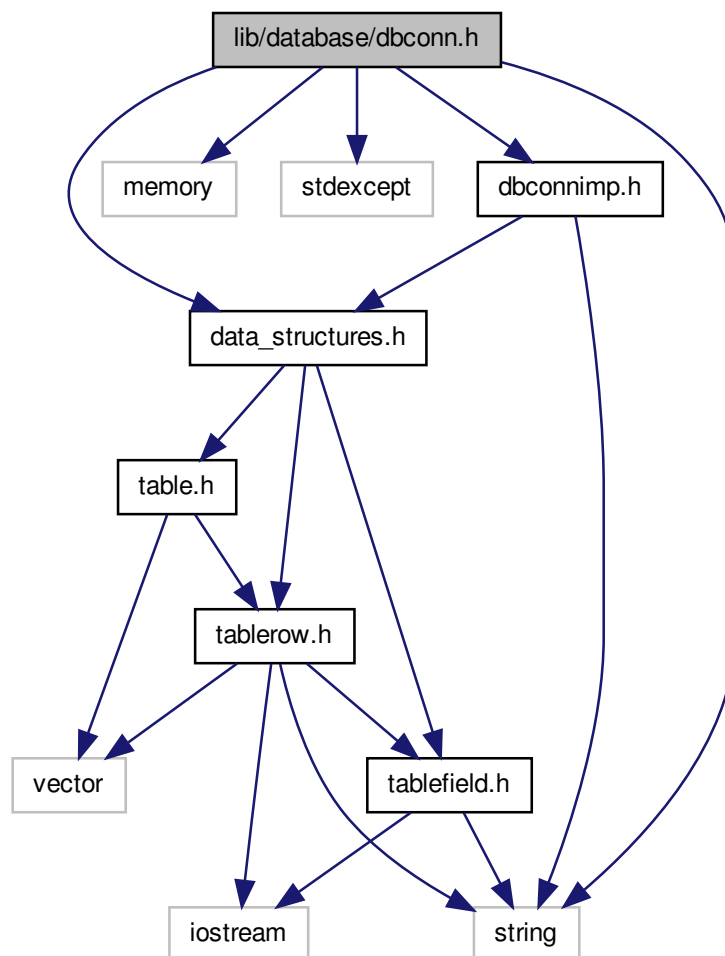 lib/database/dbconn.h
memory
stdexcept
dbconnimp.h
data_structures.h
table.h
tablerow.h
vector
tablefield.h
iostream
string